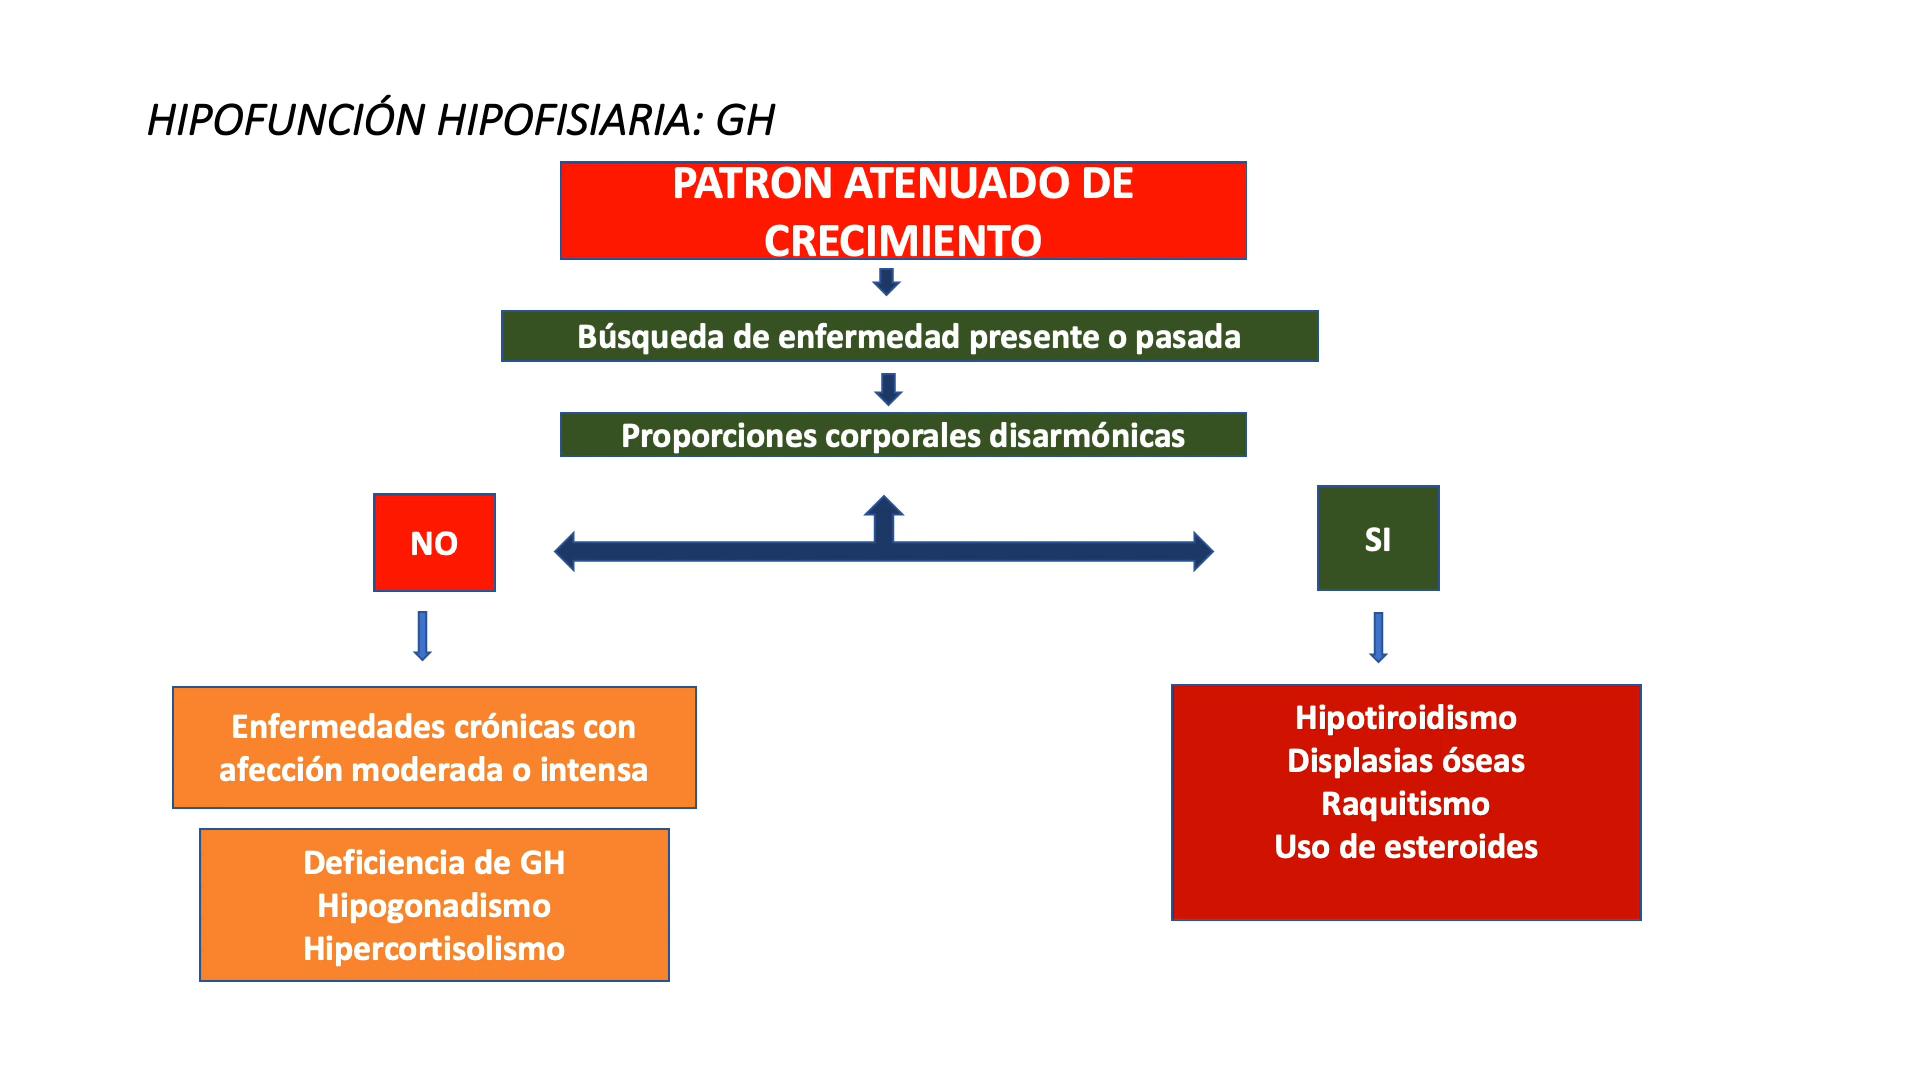 HIPOFUNCIÓN HIPOFISIARIA: GH
PATRON ATENUADO DE
CRECIMIENTO
Búsqueda de enfermedad presente o pasada
Proporciones corporales disarmónicas
NO
SI
Enfermedades crónicas con
afección moderada o intensa
Deficiencia de GH
Hipogonadismo
Hipercortisolismo
Hipotiroidismo
Displasias óseas
Raquitismo
Uso de esteroides